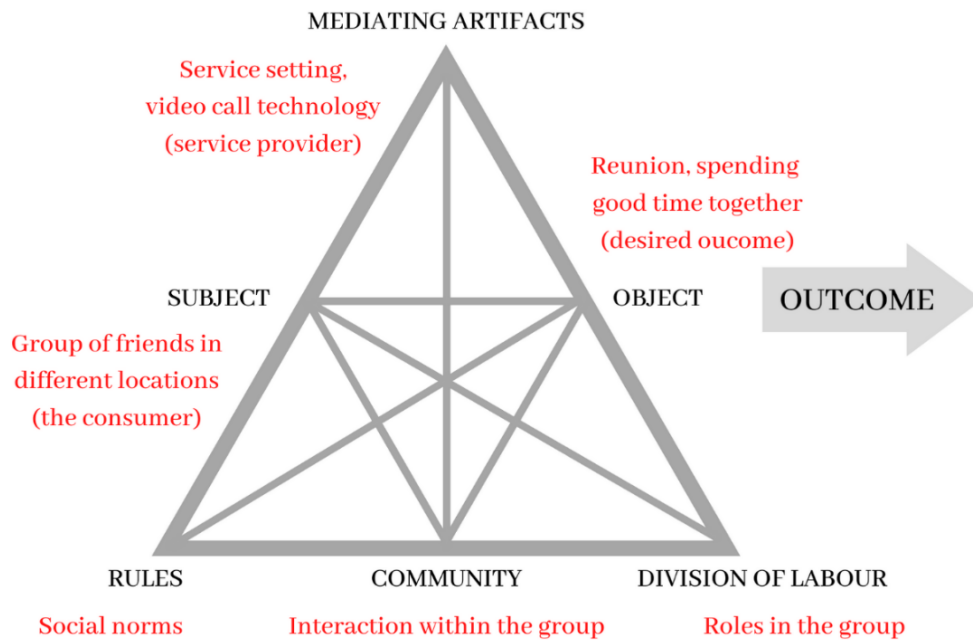 MEDIATING ARTIFACTS
Service setting,
video call technology
(service provider)
Reunion, spending
good time together
(desired oucome)
SUBJECT
OBJECT
OUTCOME
Group of friends in
different locations
(the consumer)
RULES
COMMUNITY
DIVISION OF LABOUR
Social norms
Interaction within the group
Roles in the group